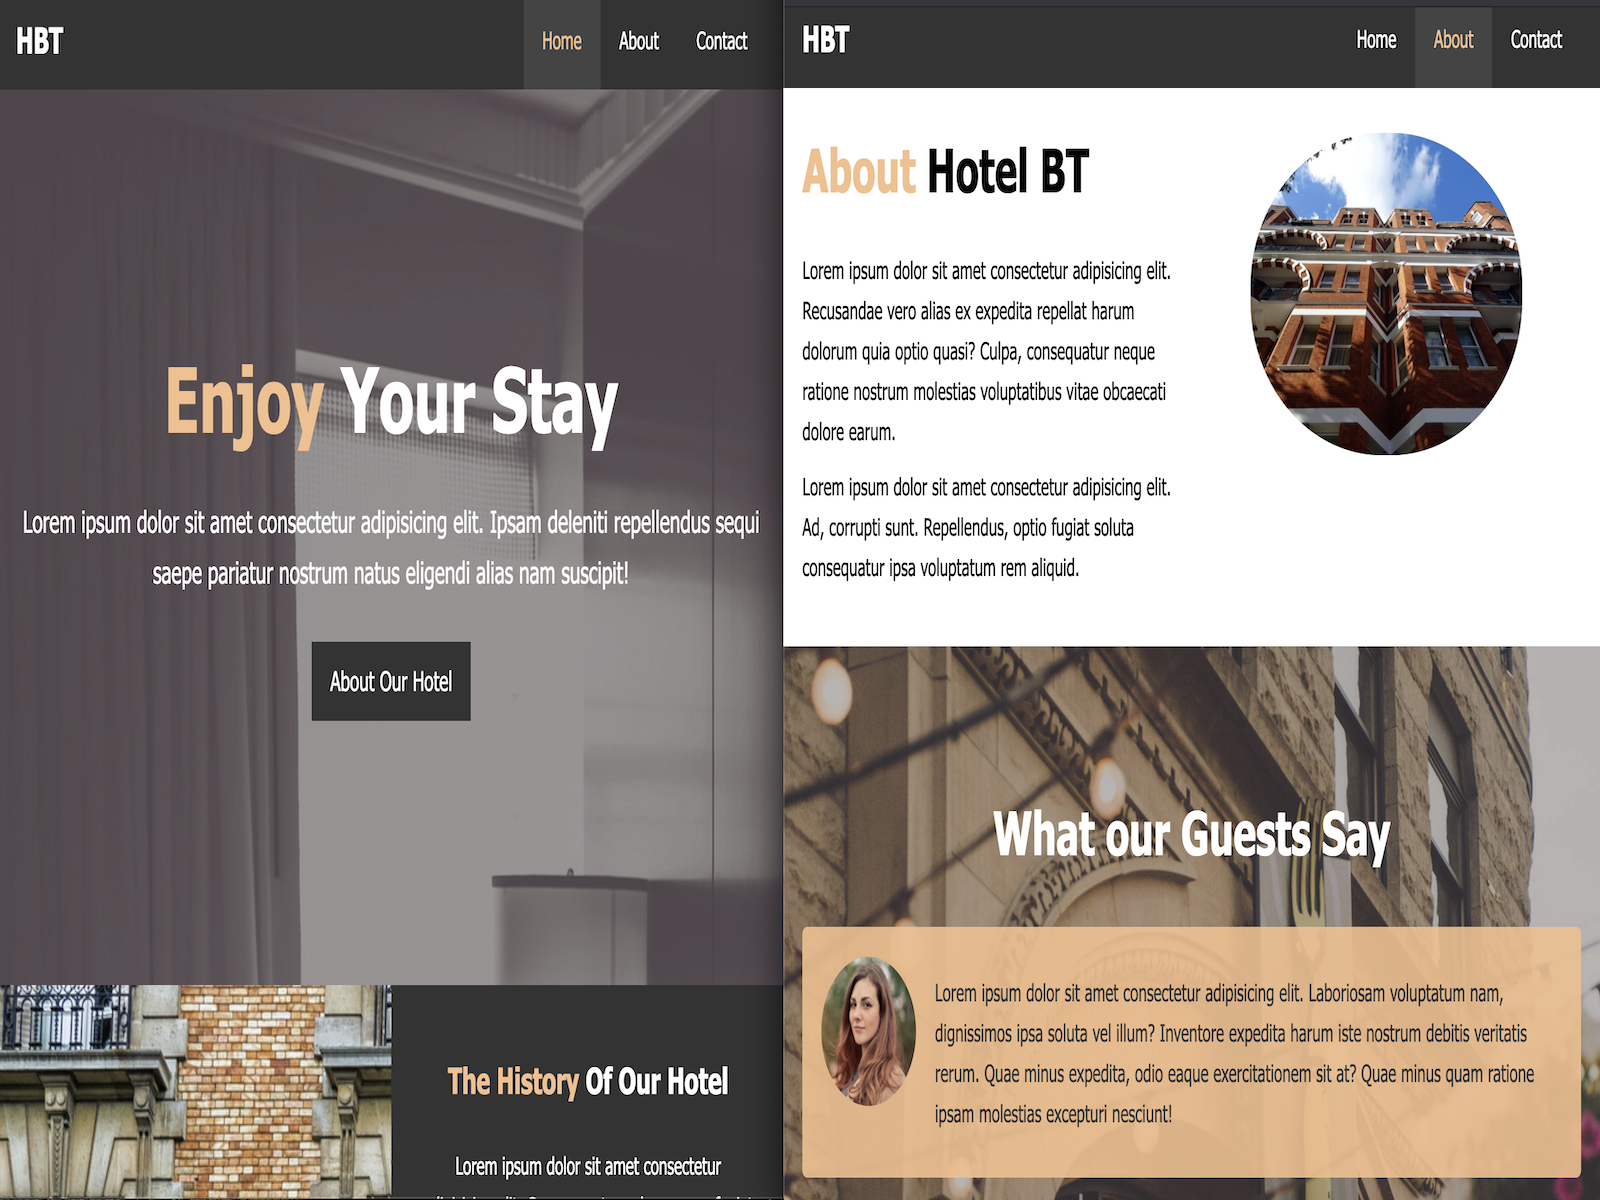 HBT
Home
About
Contact
Enjoy Your Stay
Lorem ipsum dolor sit amet consectetur adipisicing elit. Ipsam deleniti repellendus sequi
saepe pariatur nostrum natus eligendi alias nam suscipit!
About Our Hotel
The History Of Our Hotel
Lorem ipsum dolor sit amet consectetur
HBT
Home
About
Contact
About Hotel BT
Lorem ipsum dolor sit amet consectetur adipisicing elit.
Recusandae vero alias ex expedita repellat harum
dolorum quia optio quasi? Culpa, consequatur neque
ratione nostrum molestias voluptatibus vitae obcaecati
dolore earum.
Lorem ipsum dolor sit amet consectetur adipisicing elit.
Ad, corrupti sunt. Repellendus, optio fugiat soluta
consequatur ipsa voluptatum rem aliquid.
What our Guests Say
Lorem ipsum dolor sit amet consectetur adipisicing elit. Laboriosam voluptatum nam,
dignissimos ipsa soluta vel illum? Inventore expedita harum iste nostrum debitis veritatis
rerum. Quae minus expedita, odio eaque exercitationem sit at? Quae minus quam ratione
ipsam molestias excepturi nesciunt!